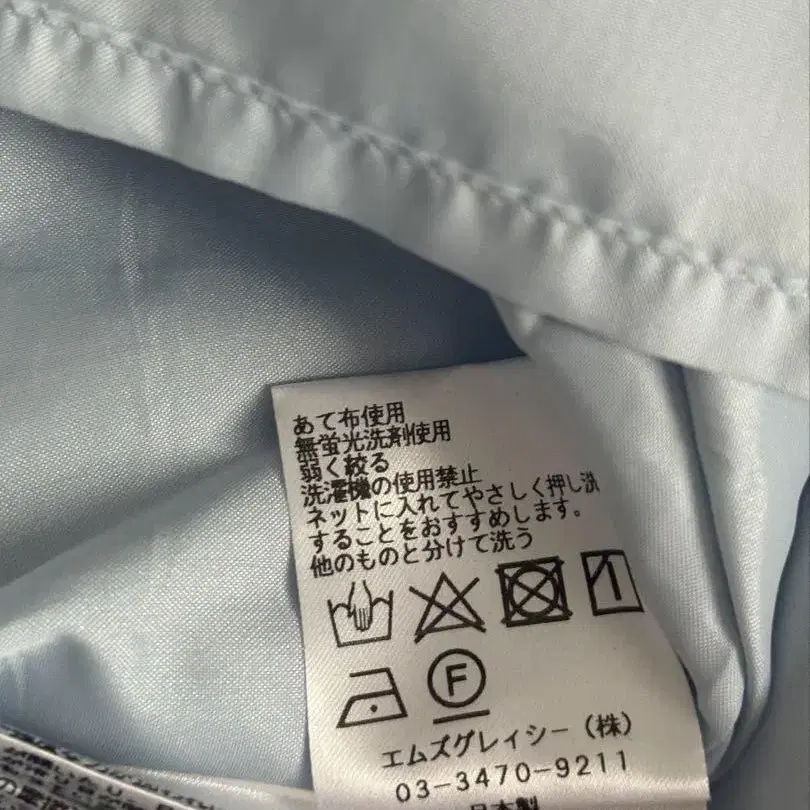 あて布使用
無蛍光洗剤使用
弱く絞る
洗濯機の使用禁止
ネットに入れてやさしく押し洗
することをおすすめします。
他のものと分けて洗う
F
エムズグレイシー(株)
03-3470-9211
日本製